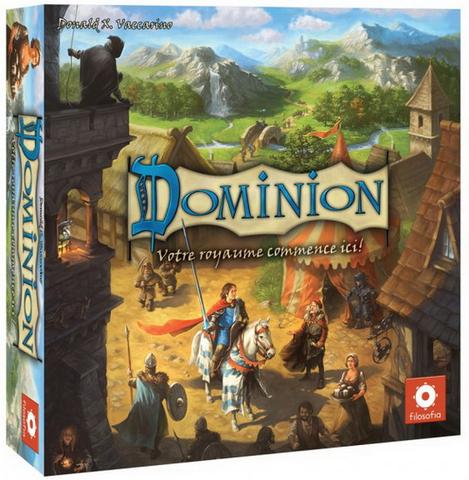 Donald X. Vaccarino
DOMINION
Votre royaume commence ici!
filosofia
DOMINION